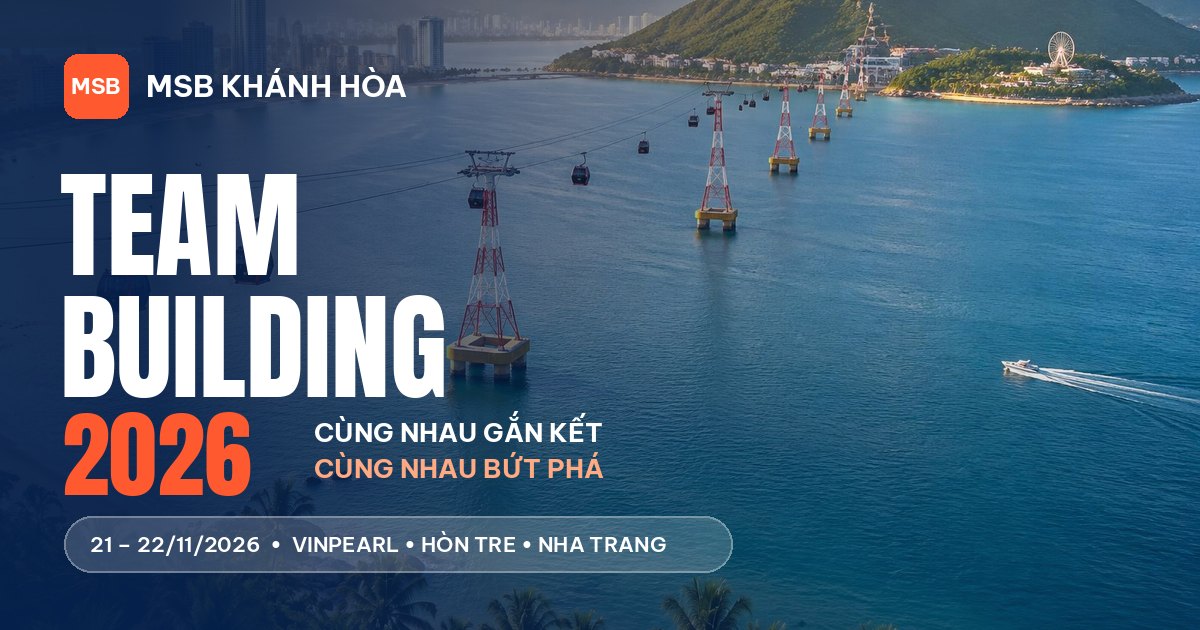 MSB
MSB KHÁNH HÒA
TEAM
BUILDING
2026
CÙNG NHAU GẮN KẾT
CÙNG NHAU BỨT PHÁ
21 – 22/11/2026 • VINPEARL • HÒN TRE • NHA TRANG